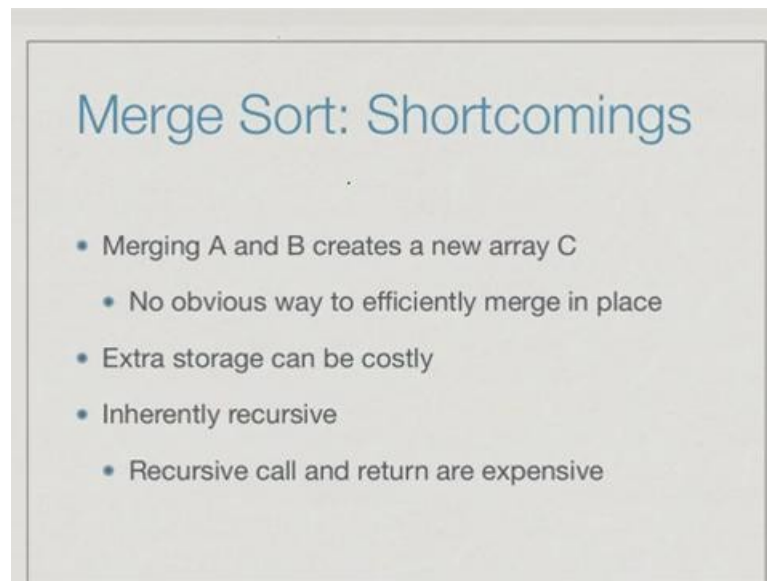 Merge Sort: Shortcomings
• Merging A and B creates a new array C
• No obvious way to efficiently merge in place
• Extra storage can be costly
• Inherently recursive
• Recursive call and return are expensive